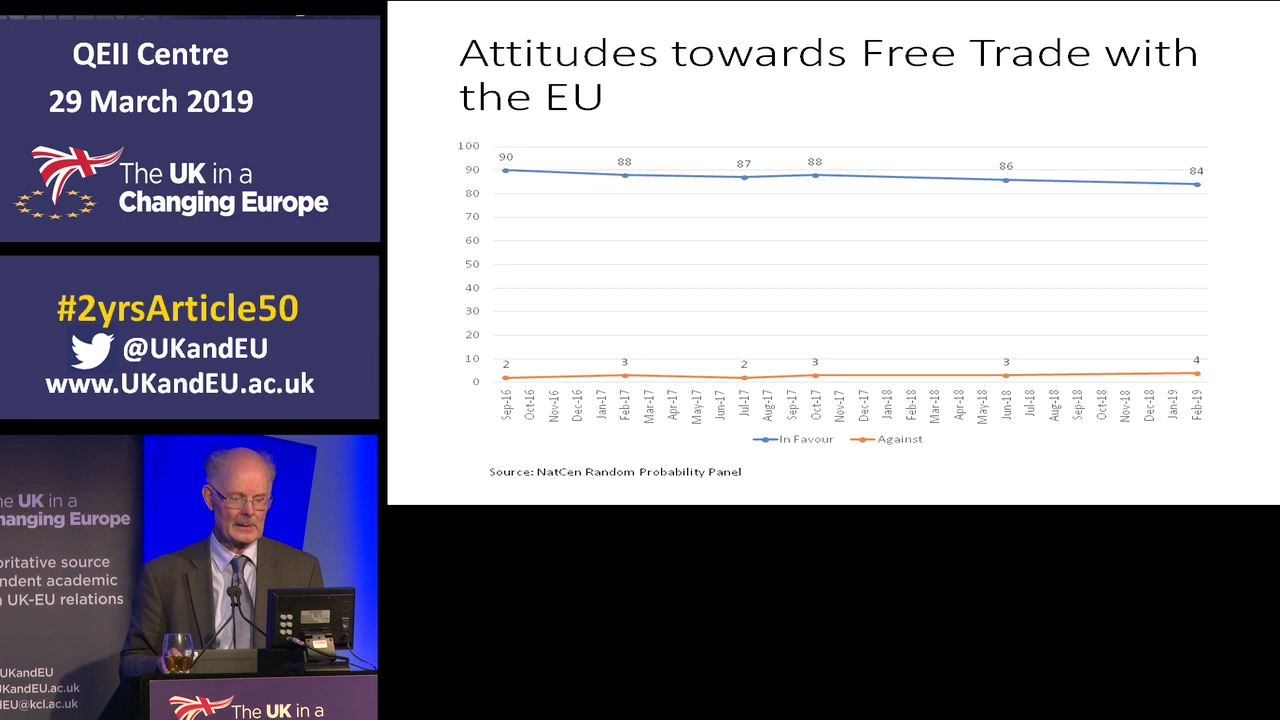 QEII Centre
29 March 2019
The UK in a
Changing Europe
#2yrsArticle50
@UKandEU
www.UKandEU.ac.uk
Attitudes towards Free Trade with
the EU
100
90
80
70
60
50
40
30
20
10
0
90 88 87 88 86 84
2 3 2 3 3 4
Sep-16 Oct-16 Nov-16 Dec-16 Jan-17 Feb-17 Mar-17 Apr-17 May-17 Jun-17 Jul-17 Aug-17 Sep-17 Oct-17 Nov-17 Dec-17 Jan-18 Feb-18 Mar-18 Apr-18 May-18 Jun-18 Jul-18 Aug-18 Sep-18 Oct-18 Nov-18 Dec-18 Jan-19 Feb-19
In Favour Against
Source: NatCen Random Probability Panel
he UK in a
hanging Europe
oritative source
ndent academic
UK-EU relations
UKandEU
UKandEU.ac.uk
EU@kcl.ac.uk
The UK in a